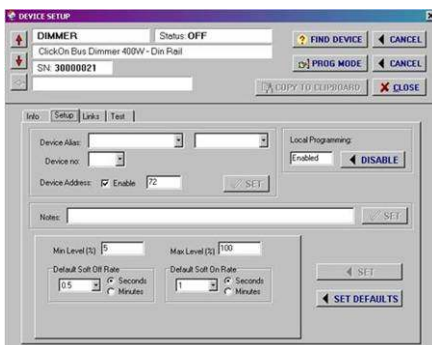 DEVICE SETUP
DIMMER Status: OFF
ClickOn Bus Dimmer 400W - Din Rail
SN: 30000021
? FIND DEVICE CANCEL
PROG MODE CANCEL
COPY TO CLIPBOARD X CLOSE
Info Setup Links Test
Device Alias:
Device no:
Device Address: Enable 72 SET
Local Programming:
Enabled DISABLE
Notes: SET
Min Level (%) 5 Max Level (%) 100
Default Soft Off Rate Default Soft On Rate
0.5 Seconds 1 Seconds
Minutes Minutes
SET
SET DEFAULTS